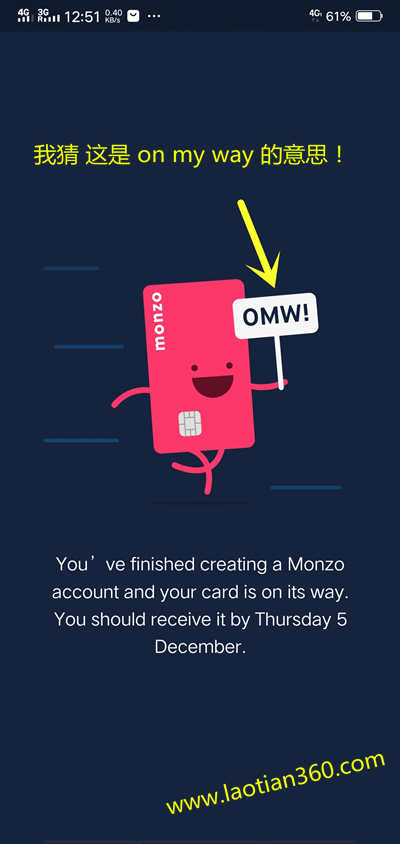 4G 3G R 12:51 0.40 KB/s ... 4G 61%
我猜 这是 on my way 的意思！
monzo
OMW!
You’ve finished creating a Monzo
account and your card is on its way.
You should receive it by Thursday 5
December.
www.laotian360.com